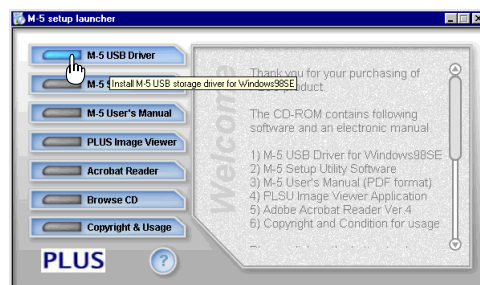 M-5 setup launcher
M-5 USB Driver
M-5 S
Install M-5 USB storage driver for Windows98SE
M-5 User's Manual
PLUS Image Viewer
Acrobat Reader
Browse CD
Copyright & Usage
PLUS
?
Welcome
Thank you for your purchasing of
product.
The CD-ROM contains following
software and an electronic manual
1) M-5 USB Driver for Windows98SE
2) M-5 Setup Utility Software
3) M-5 User's Manual (PDF format)
4) PLSU Image Viewer Application
5) Adobe Acrobat Reader Ver 4
6) Copyright and Condition for usage